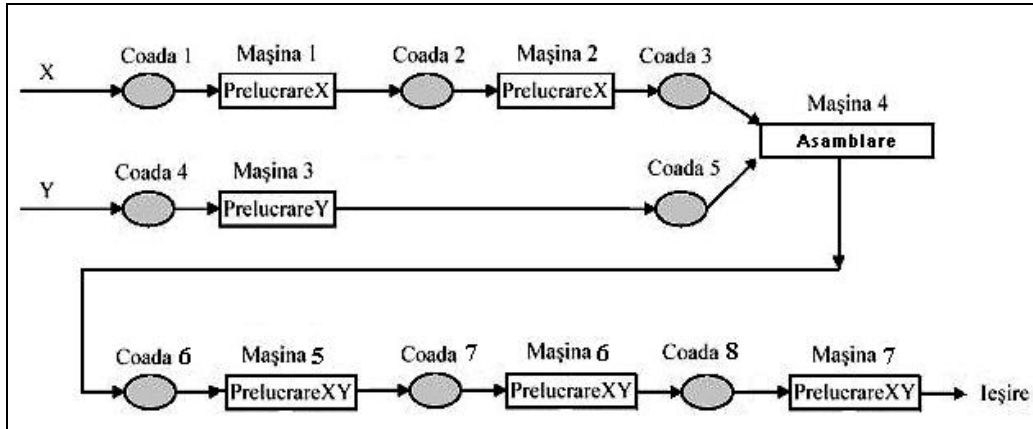 Coada 1 Maşina 1 Coada 2 Maşina 2 Coada 3
X
PrelucrareX PrelucrareX
Maşina 4
Asamblare
Coada 4 Maşina 3 Coada 5
Y
PrelucrareY
Coada 6 Maşina 5 Coada 7 Maşina 6 Coada 8 Maşina 7
PrelucrareXY PrelucrareXY PrelucrareXY Ieşire